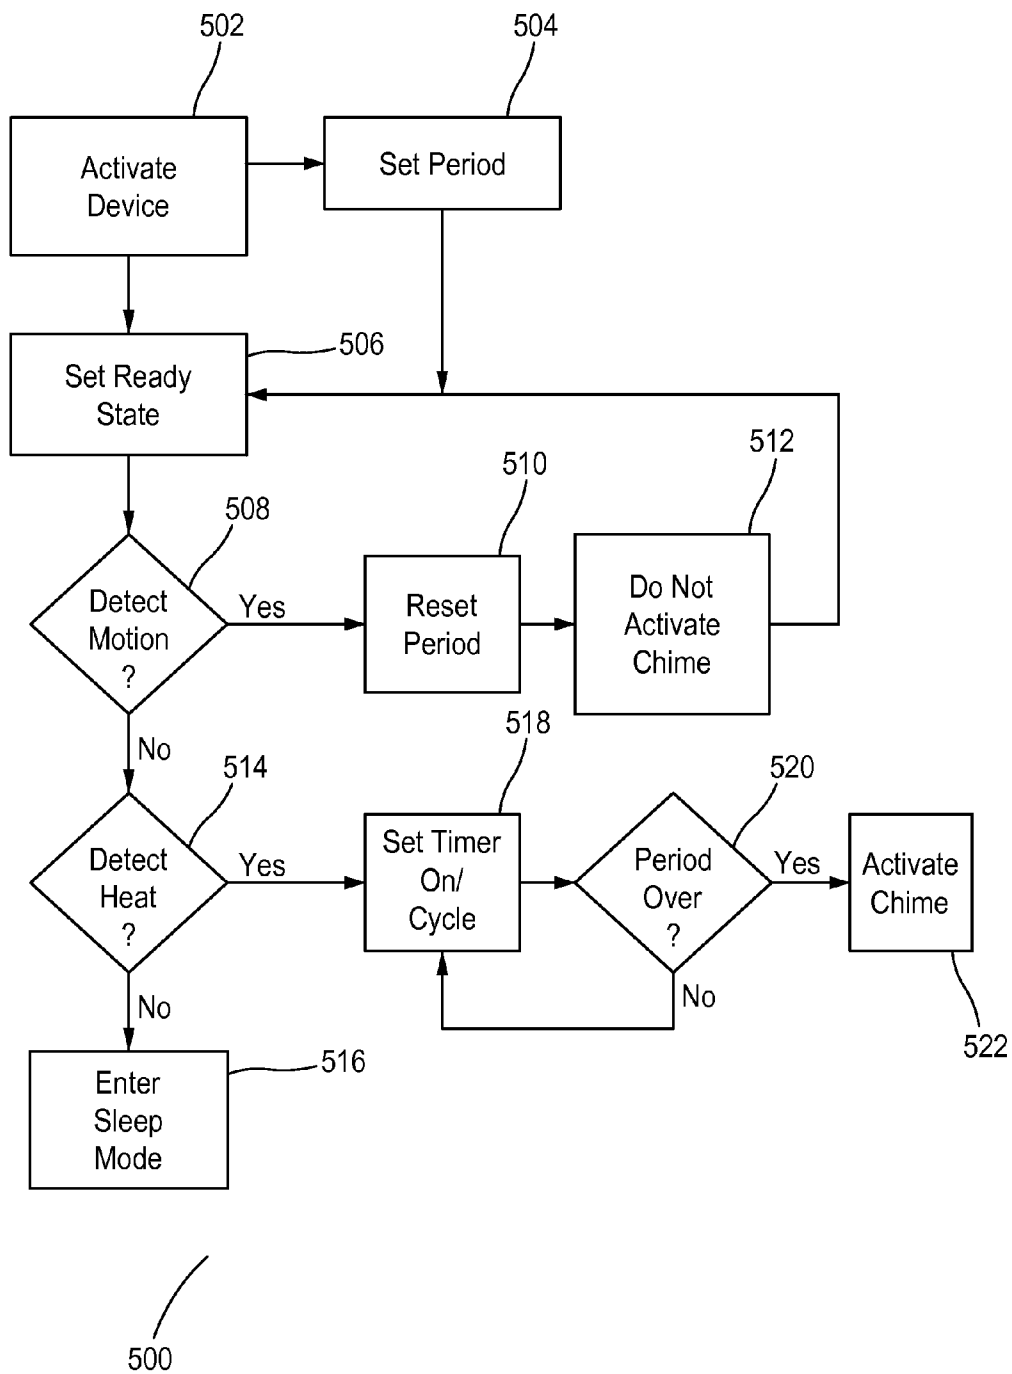 502
504
Activate
Device
Set Period
506
Set Ready
State
508
510
512
Detect
Motion
?
Yes
Reset
Period
Do Not
Activate
Chime
No
514
518
520
Detect
Heat
?
Yes
Set Timer
On/
Cycle
Period
Over
?
Yes
Activate
Chime
No
No
522
516
Enter
Sleep
Mode
500